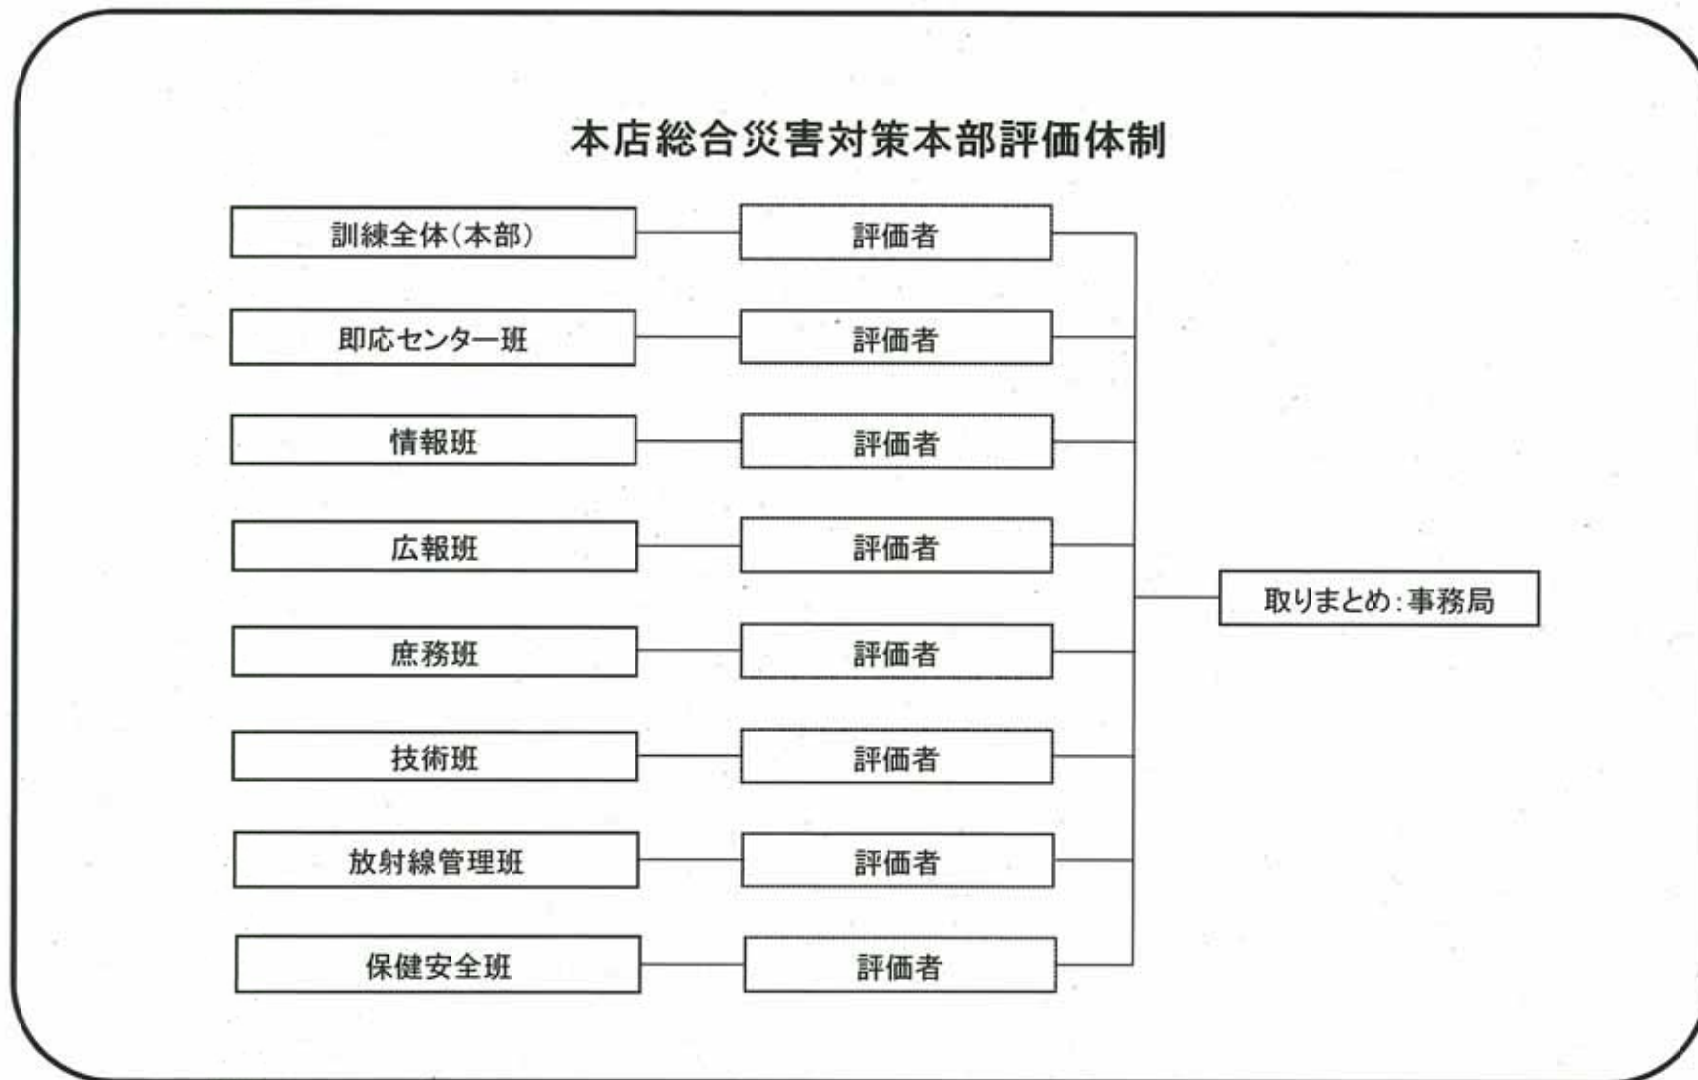 本店総合災害対策本部評価体制
訓練全体(本部)
評価者
即応センター班
評価者
情報班
評価者
広報班
評価者
取りまとめ:事務局
庶務班
評価者
技術班
評価者
放射線管理班
評価者
保健安全班
評価者